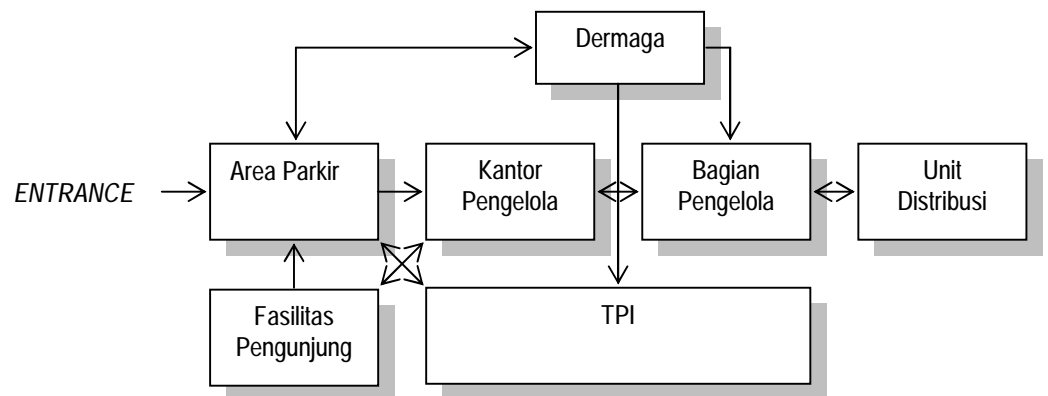 Dermaga
ENTRANCE
Area Parkir
Kantor
Pengelola
Bagian
Pengelola
Unit
Distribusi
Fasilitas
Pengunjung
TPI